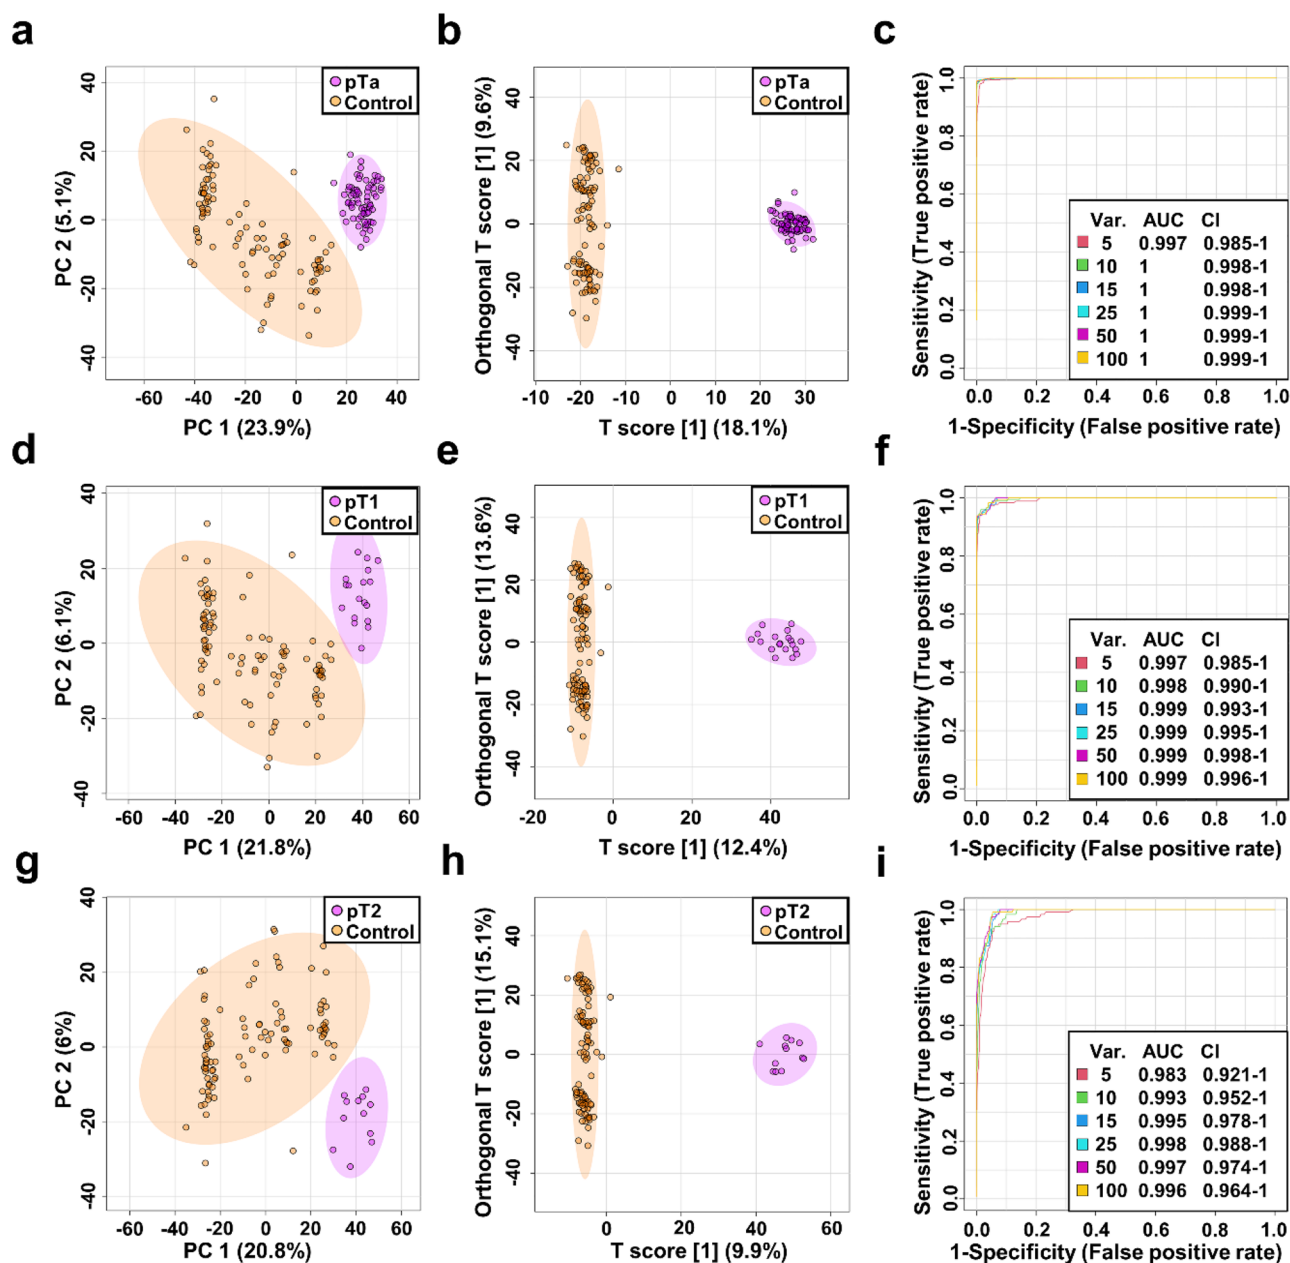 a
pTa
Control
PC 2 (5.1%)
40
20
0
-20
-40
-60
-40
-20
0
20
40
PC 1 (23.9%)
b
pTa
Control
Orthogonal T score [1] (9.6%)
40
20
0
-20
-40
-10
-20
-10
0
10
20
30
T score [1] (18.1%)
c
Sensitivity (True positive rate)
1.0
0.8
0.6
0.4
0.2
0.0
Var. AUC CI
5 0.997 0.985-1
10 1 0.998-1
15 1 0.998-1
25 1 0.999-1
50 1 0.999-1
100 1 0.999-1
0.0 0.2 0.4 0.6 0.8 1.0
1-Specificity (False positive rate)
d
pT1
Control
PC 2 (6.1%)
40
20
0
-20
-40
-60 -40 -20 0 20 40 60
PC 1 (21.8%)
e
pT1
Control
Orthogonal T score [1] (13.6%)
40
20
0
-20
-40
-20 0 20 40
T score [1] (12.4%)
f
Sensitivity (True positive rate)
1.0
0.8
0.6
0.4
0.2
0.0
Var. AUC CI
5 0.997 0.985-1
10 0.998 0.990-1
15 0.999 0.993-1
25 0.999 0.995-1
50 0.999 0.998-1
100 0.999 0.996-1
0.0 0.2 0.4 0.6 0.8 1.0
1-Specificity (False positive rate)
g
pT2
Control
PC 2 (6%)
40
20
0
-20
-40
-60 -40 -20 0 20 40 60
PC 1 (20.8%)
h
pT2
Control
Orthogonal T score [1] (15.1%)
40
20
0
-20
-40
0 20 40 60
T score [1] (9.9%)
i
Sensitivity (True positive rate)
1.0
0.8
0.6
0.4
0.2
0.0
Var. AUC CI
5 0.983 0.921-1
10 0.993 0.952-1
15 0.995 0.978-1
25 0.998 0.988-1
50 0.997 0.974-1
100 0.996 0.964-1
0.0 0.2 0.4 0.6 0.8 1.0
1-Specificity (False positive rate)